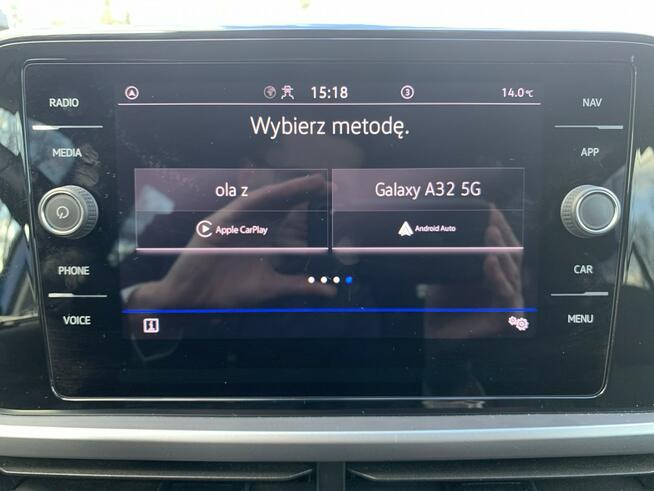 RADIO
MEDIA
PHONE
VOICE
15:18
3
14.0°C
Wybierz metodę.
ola z
Apple CarPlay
Galaxy A32 5G
Android Auto
NAV
APP
CAR
MENU